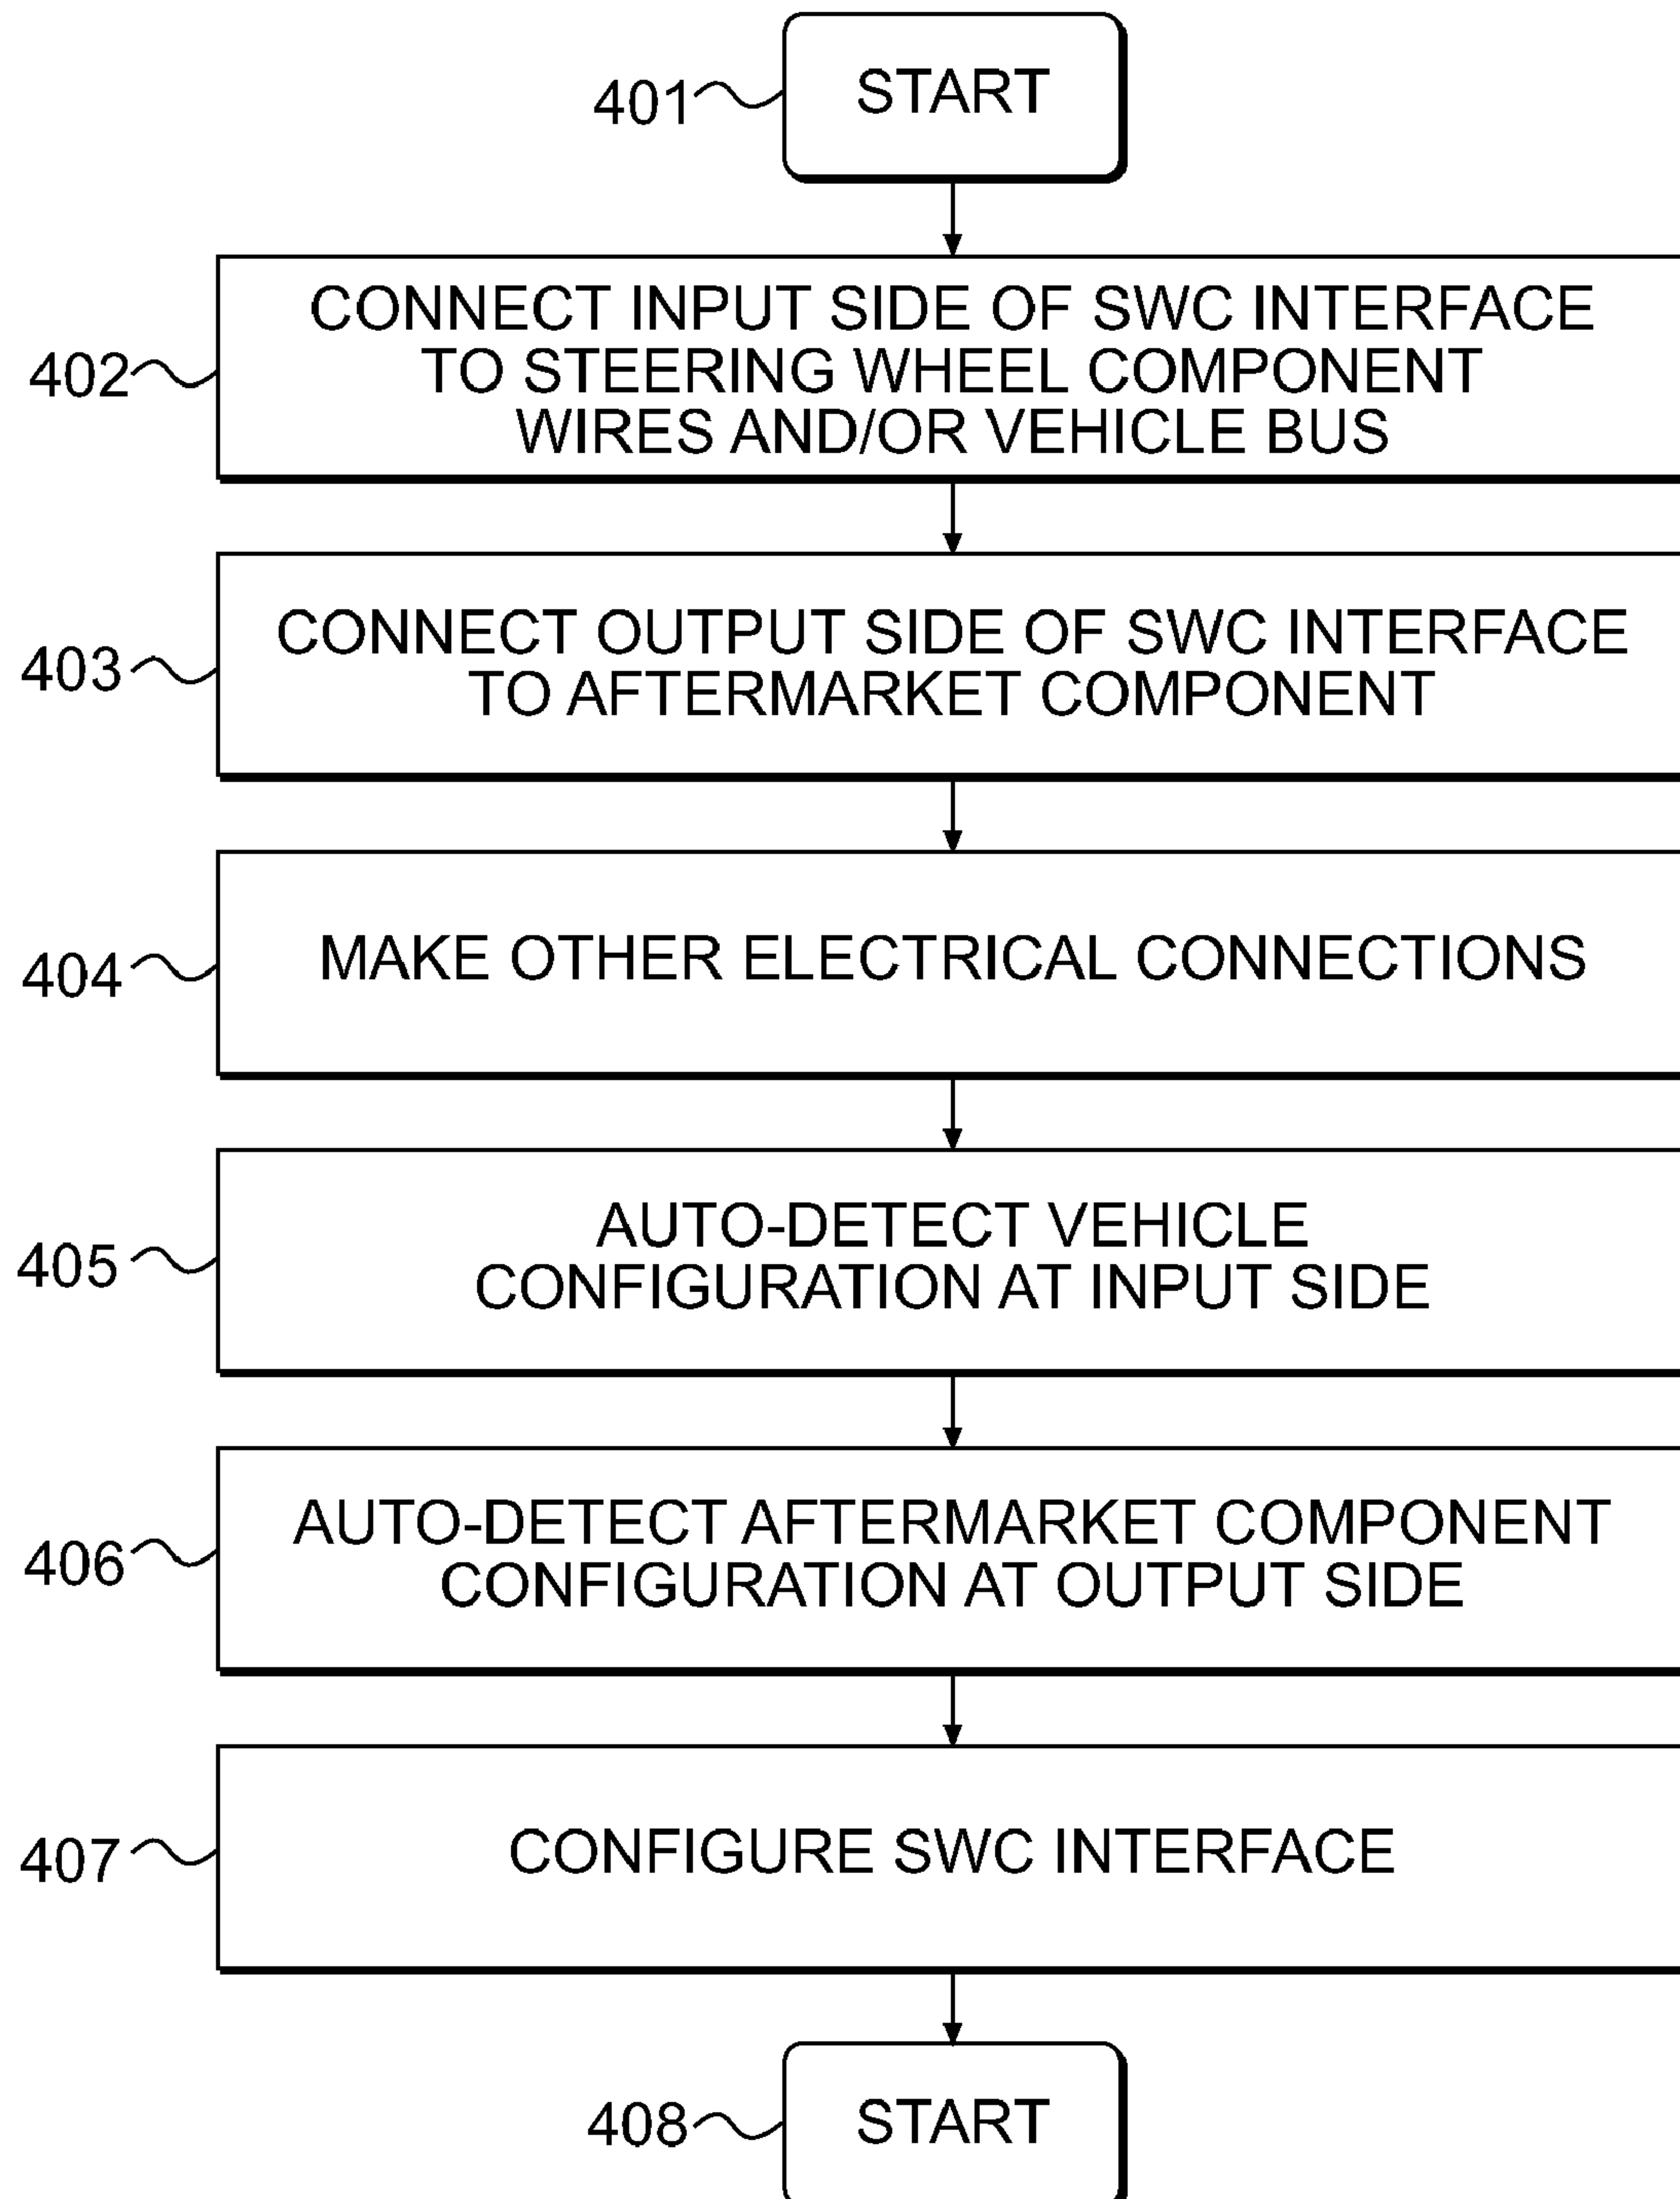 401
START
402
CONNECT INPUT SIDE OF SWC INTERFACE
TO STEERING WHEEL COMPONENT
WIRES AND/OR VEHICLE BUS
403
CONNECT OUTPUT SIDE OF SWC INTERFACE
TO AFTERMARKET COMPONENT
404
MAKE OTHER ELECTRICAL CONNECTIONS
405
AUTO-DETECT VEHICLE
CONFIGURATION AT INPUT SIDE
406
AUTO-DETECT AFTERMARKET COMPONENT
CONFIGURATION AT OUTPUT SIDE
407
CONFIGURE SWC INTERFACE
408
START